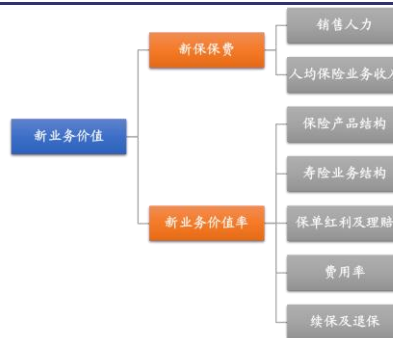 销售人力
新保保费
人均保险业务收入
保险产品结构
新业务价值
寿险业务结构
新业务价值率
保单红利及理赔
费用率
续保及退保